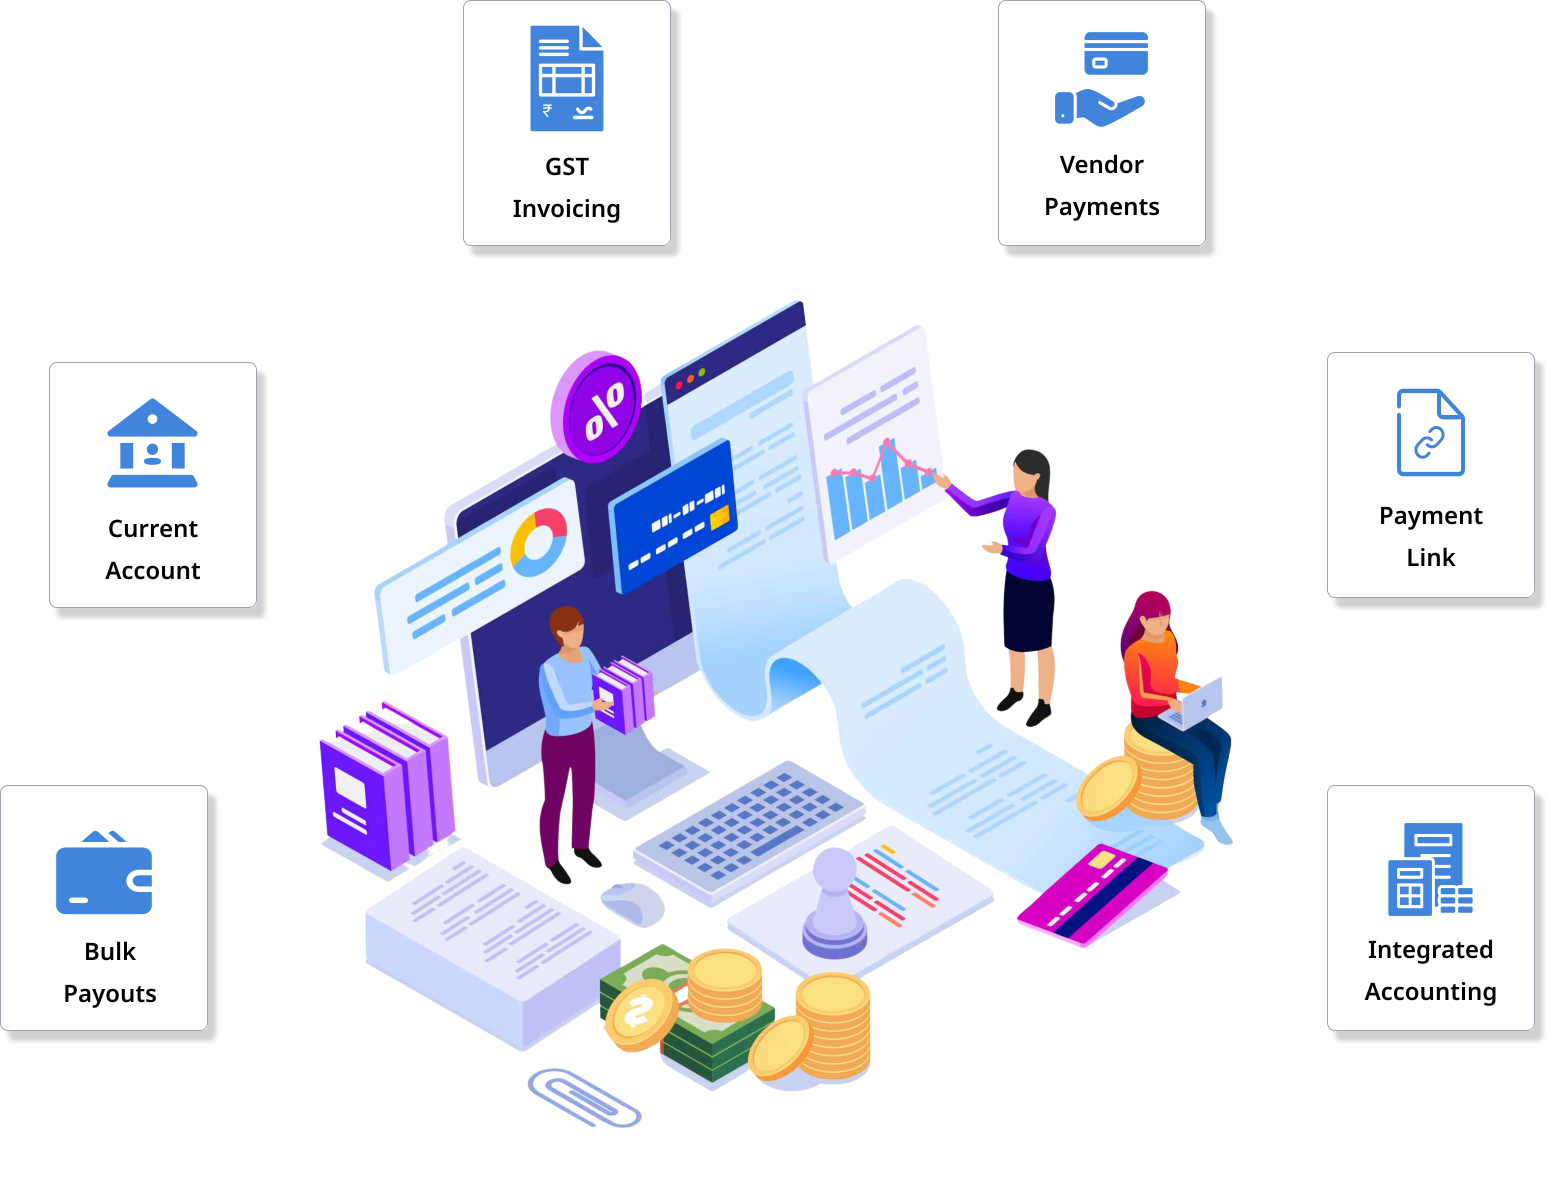 GST
Invoicing
Vendor
Payments
Current
Account
Payment
Link
Bulk
Payouts
Integrated
Accounting
₹
%
$